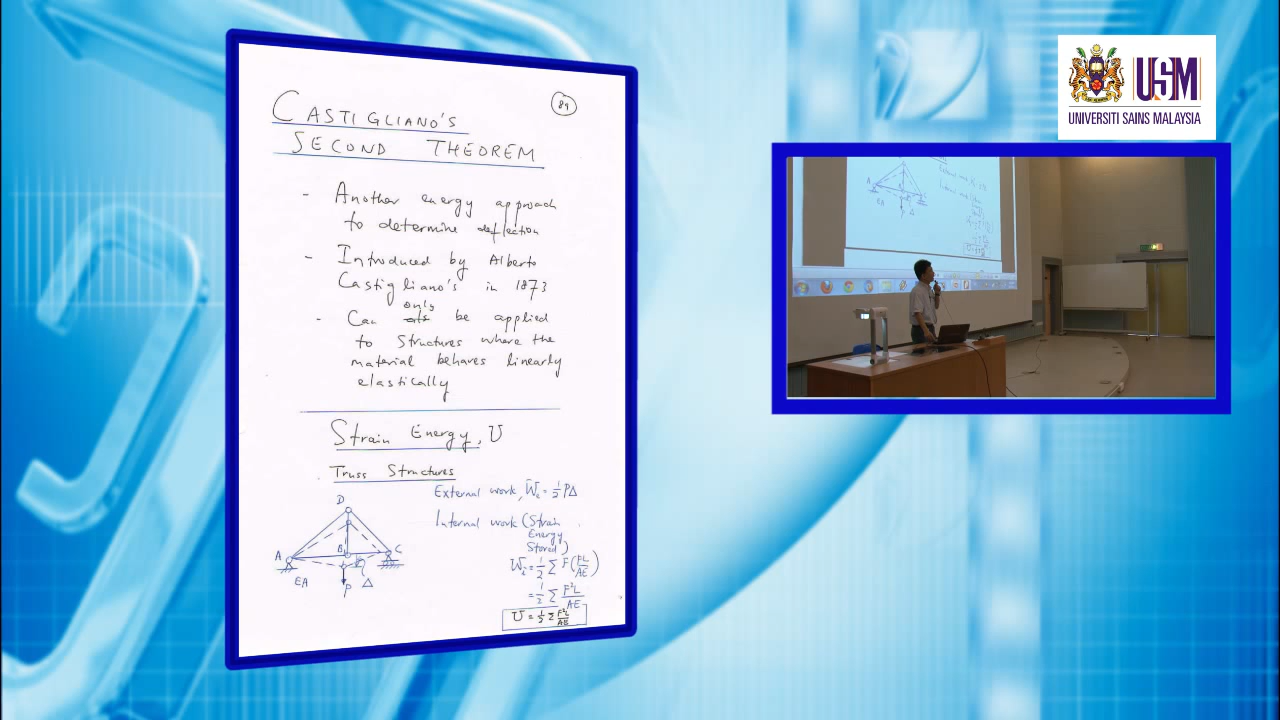 89
CASTIGLIANO'S
SECOND THEOREM
- Another energy approach
to determine deflection
- Introduced by Alberto
Castigliano's in 1873
only
- Can be applied
to structures where the
material behaves linearly
elastically
Strain Energy, U
Truss Structures
External work, We = 1/2 PΔ
Internal work (Strain
Energy
Stored)
Wi = 1/2 Σ F(FL/AE)
= 1/2 Σ F²L/AE
U = 1/2 Σ F²L/AE
D
A B C
EA P Δ
USM
UNIVERSITI SAINS MALAYSIA